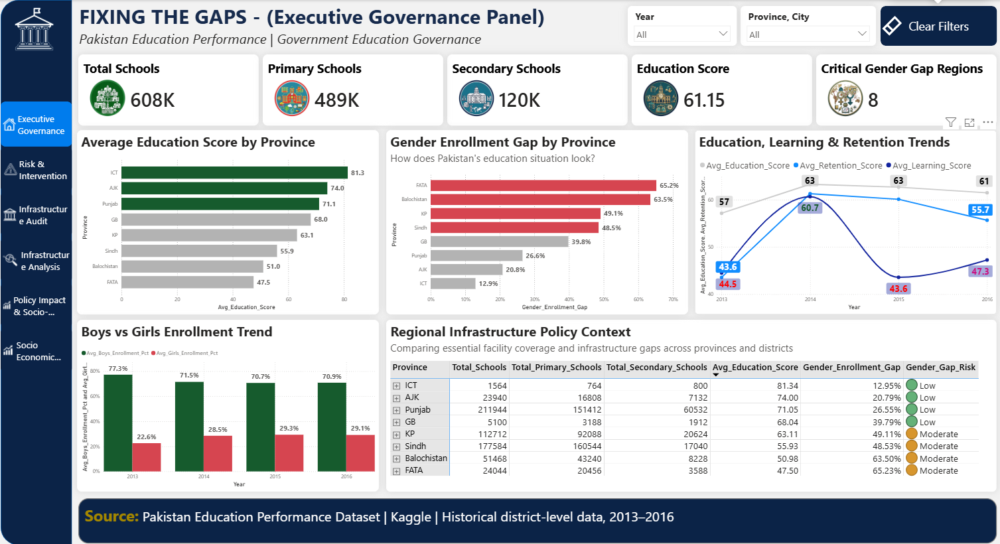 FIXING THE GAPS - (Executive Governance Panel)
Pakistan Education Performance | Government Education Governance
Year
All
Province, City
All
Clear Filters
Executive
Governance
Risk &
Intervention
Infrastructur
e Audit
Infrastructur
e Analysis
Policy Impact
& Socio-...
Socio
Economic...
Total Schools
608K
Primary Schools
489K
Secondary Schools
120K
Education Score
61.15
Critical Gender Gap Regions
8
Average Education Score by Province
Province
ICT 81.3
AJK 74.0
Punjab 71.1
GB 68.0
KP 63.1
Sindh 55.9
Balochistan 51.0
FATA 47.5
0 20 40 60 80
Avg_Education_Score
Gender Enrollment Gap by Province
How does Pakistan's education situation look?
Province
FATA 65.2%
Balochistan 63.5%
KP 49.1%
Sindh 48.5%
GB 39.8%
Punjab 26.6%
AJK 20.8%
ICT 12.9%
0% 10% 20% 30% 40% 50% 60% 70%
Gender_Enrollment_Gap
Education, Learning & Retention Trends
Avg_Education_Score Avg_Retention_Score Avg_Learning_Score
Avg_Education_Score, Avg_Retention_Scor...
60
50
40
57 63 63 61
60.7
55.7
43.6
44.5
43.6
47.3
2013 2014 2015 2016
Year
Boys vs Girls Enrollment Trend
Avg_Boys_Enrollment_Pct Avg_Girls_Enrollment_Pct
Avg_Boys_Enrollment_Pct and Avg_Girl...
80%
60%
40%
20%
0%
77.3% 71.5% 70.7% 70.9%
22.6% 28.5% 29.3% 29.1%
2013 2014 2015 2016
Year
Regional Infrastructure Policy Context
Comparing essential facility coverage and infrastructure gaps across provinces and districts
Province Total_Schools Total_Primary_Schools Total_Secondary_Schools Avg_Education_Score Gender_Enrollment_Gap Gender_Gap_Risk
ICT 1564 764 800 81.34 12.95% Low
AJK 23940 16808 7132 74.00 20.79% Low
Punjab 211944 151412 60532 71.05 26.55% Low
GB 5100 3188 1912 68.04 39.79% Low
KP 112712 92088 20624 63.11 49.11% Moderate
Sindh 177584 160544 17040 55.93 48.53% Moderate
Balochistan 51468 43240 8228 50.98 63.50% Moderate
FATA 24044 20456 3588 47.50 65.23% Moderate
Source: Pakistan Education Performance Dataset | Kaggle | Historical district-level data, 2013–2016